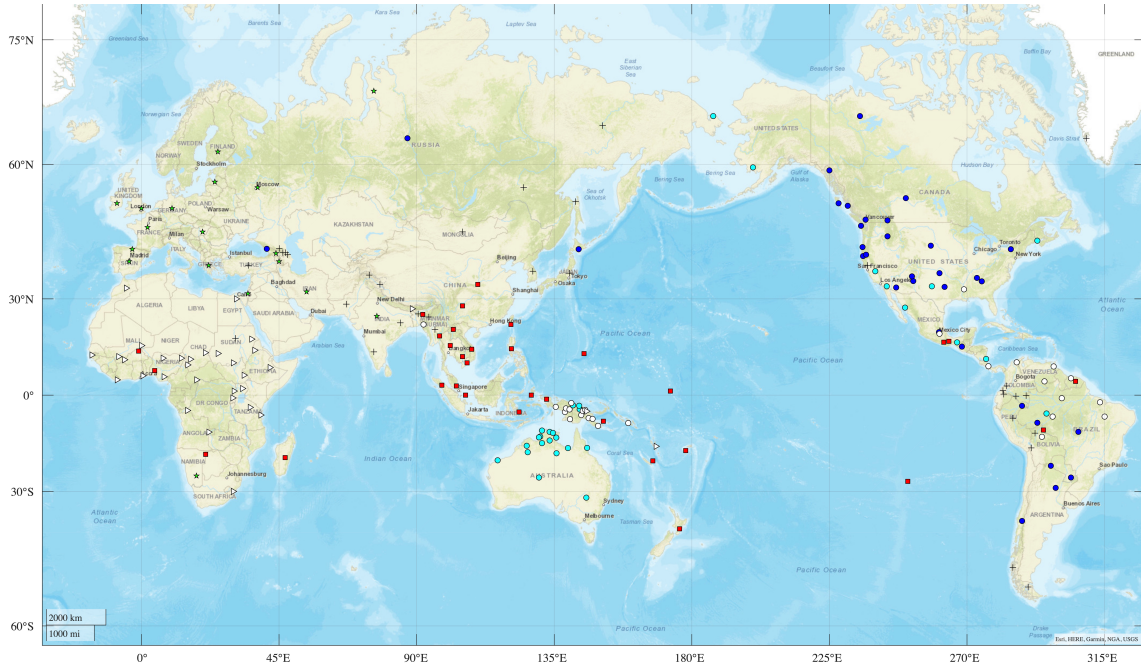 Kara Sea
Laptev Sea
Barents Sea
Greenland Sea
Baffin Bay
75°N
East Siberian Sea
Beaufort Sea
GREENLAND
Norwegian Sea
UNITED STATES
Davis Strait
SWEDEN
FINLAND
NORWAY
RUSSIA
60°N
Stockholm
Hudson Bay
Bering Sea
Bering Sea
Gulf of Alaska
Moscow
UNITED KINGDOM
Sea of Okhotsk
CANADA
London
POLAND
Warsaw
GERMANY
Paris
UKRAINE
Vancouver
KAZAKHSTAN
FRANCE
Milan
MONGOLIA
Toronto
Chicago
ITALY
Istanbul
Madrid
SPAIN
Beijing
New York
UNITED STATES
San Francisco
GREECE
TURKEY
JAPAN
Tokyo
Osaka
Baghdad
Los Angeles
CHINA
Cairo
IRAN
Shanghai
30°N
New Delhi
Atlantic Ocean
ALGERIA
LIBYA
EGYPT
Dubai
SAUDI ARABIA
MEXICO
INDIA
MYANMAR (BURMA)
Hong Kong
Mexico City
Mumbai
Pacific Ocean
MALI
NIGER
SUDAN
Arabian Sea
Caribbean Sea
CHAD
Bangkok
Pacific Ocean
NIGERIA
ETHIOPIA
VENEZUELA
Bogota
COLOMBIA
Singapore
0°
DR CONGO
TANZANIA
Jakarta
INDONESIA
PERU
BRAZIL
ANGOLA
ZAMBIA
BOLIVIA
Coral Sea
Indian Ocean
NAMIBIA
Johannesburg
AUSTRALIA
Sao Paulo
30°S
SOUTH AFRICA
Sydney
Buenos Aires
Atlantic Ocean
ARGENTINA
Melbourne
Tasman Sea
Pacific Ocean
2000 km
1000 mi
60°S
Pacific Ocean
Drake Passage
Esri, HERE, Garmin, NGA, USGS
0°
45°E
90°E
135°E
180°E
225°E
270°E
315°E